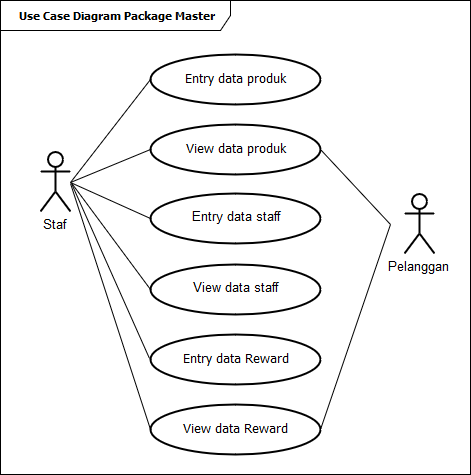 Use Case Diagram Package Master
Entry data produk
View data produk
Entry data staff
View data staff
Entry data Reward
View data Reward
Staf
Pelanggan